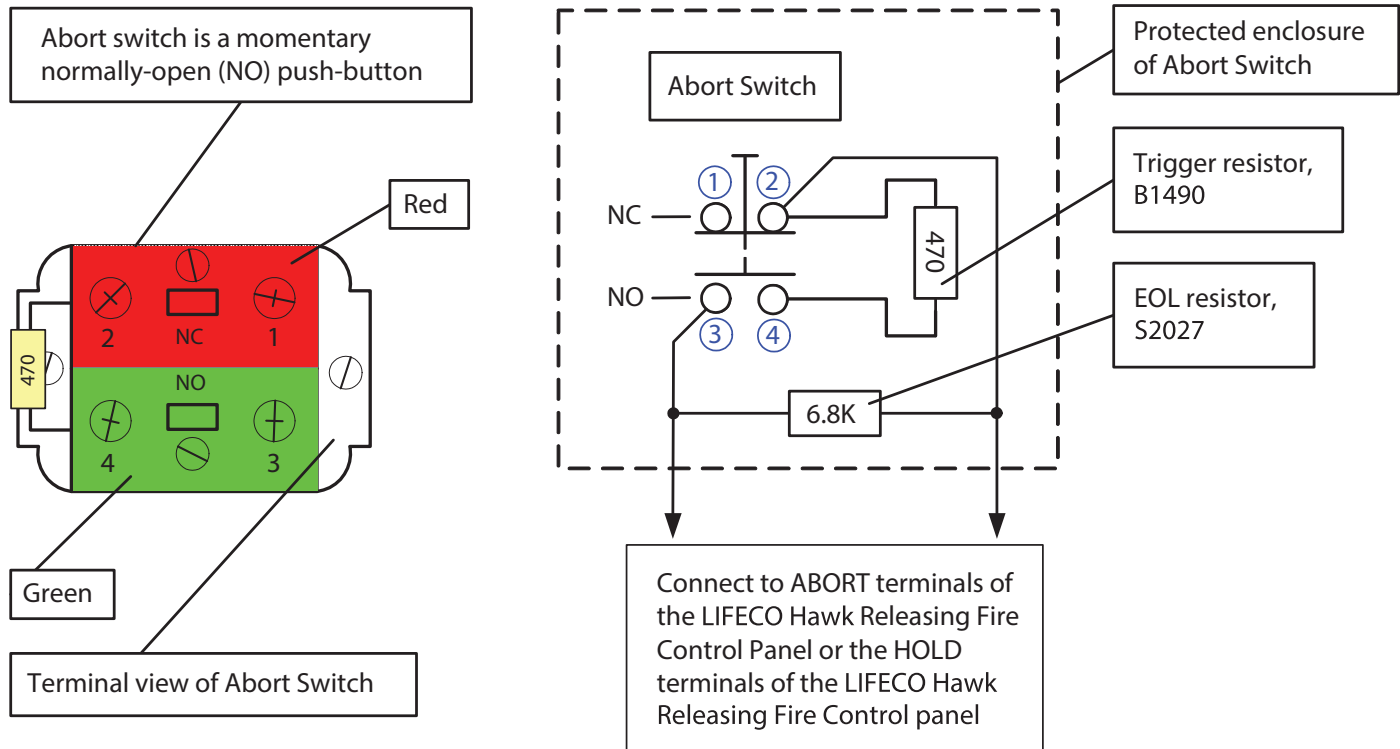 Abort switch is a momentary
normally-open (NO) push-button
Red
2
NC
1
470
NO
4
3
Green
Terminal view of Abort Switch
Abort Switch
1
2
NC
470
NO
3
4
6.8K
Protected enclosure
of Abort Switch
Trigger resistor,
B1490
EOL resistor,
S2027
Connect to ABORT terminals of
the LIFECO Hawk Releasing Fire
Control Panel or the HOLD
terminals of the LIFECO Hawk
Releasing Fire Control panel